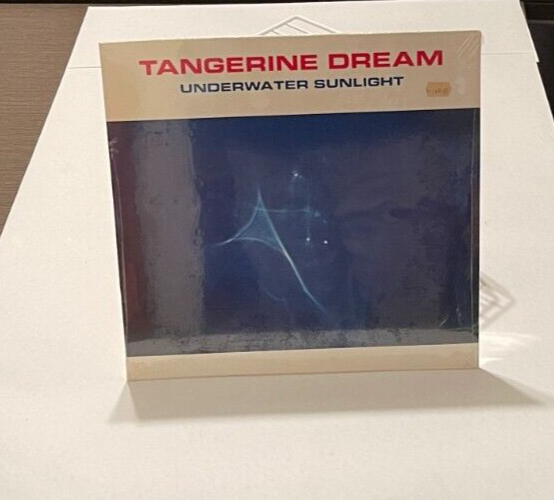 TANGERINE DREAM
UNDERWATER SUNLIGHT